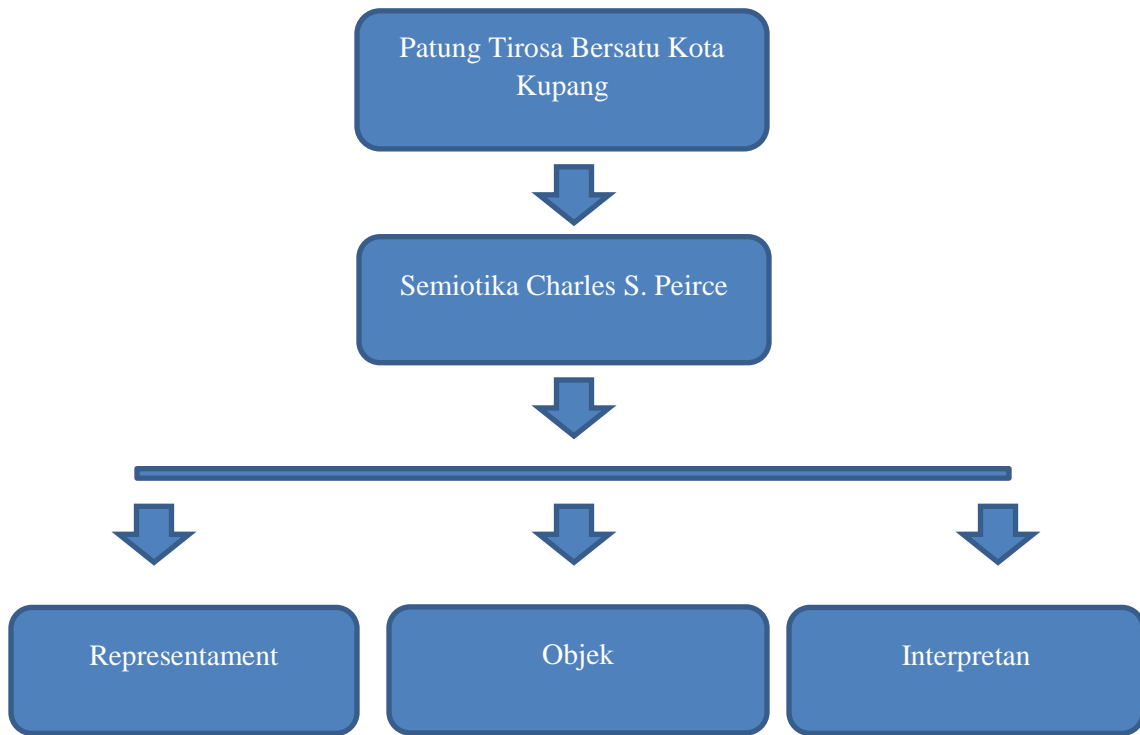 Patung Tirosa Bersatu Kota
Kupang
Semiotika Charles S. Peirce
Representament
Objek
Interpretan